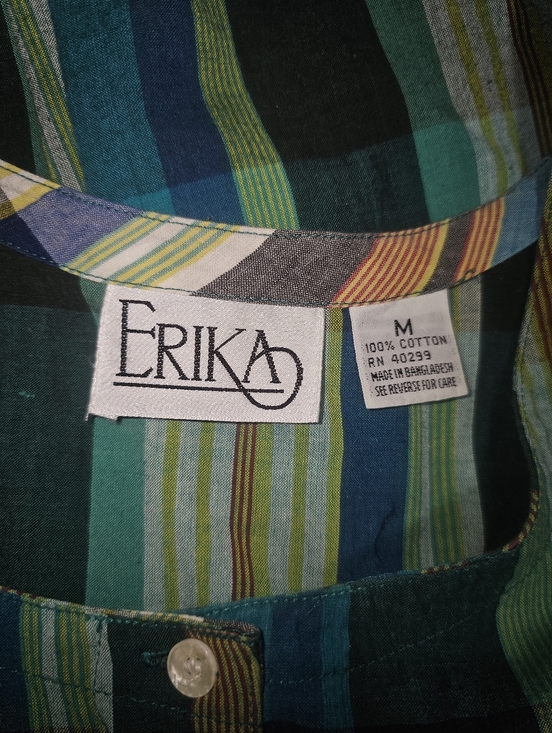 ERIKA
M
100% COTTON
RN 40299
MADE IN BANGLADESH
SEE REVERSE FOR CARE